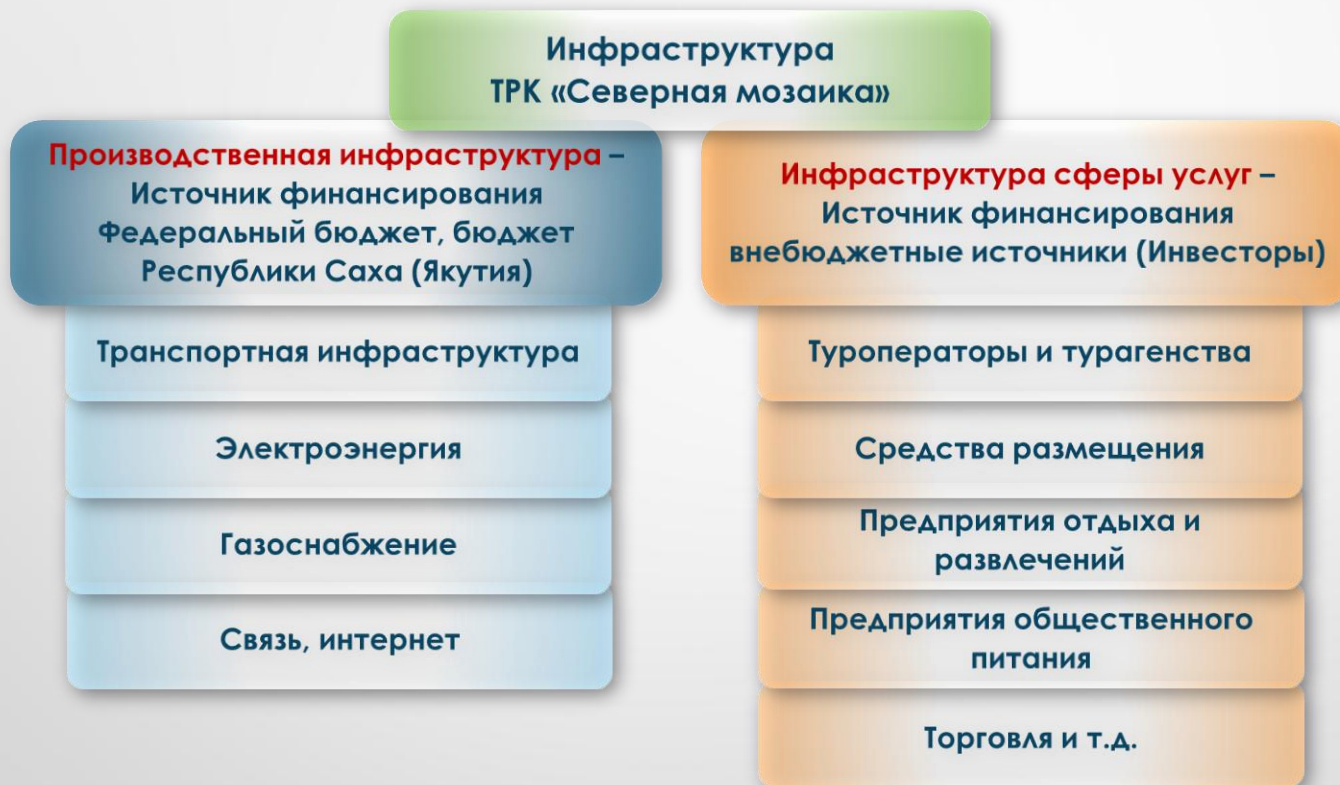 Инфраструктура
ТРК «Северная мозаика»
Производственная инфраструктура –
Источник финансирования
Федеральный бюджет, бюджет
Республики Саха (Якутия)
Транспортная инфраструктура
Электроэнергия
Газоснабжение
Связь, интернет
Инфраструктура сферы услуг –
Источник финансирования
внебюджетные источники (Инвесторы)
Туроператоры и турагенства
Средства размещения
Предприятия отдыха и
развлечений
Предприятия общественного
питания
Торговля и т.д.